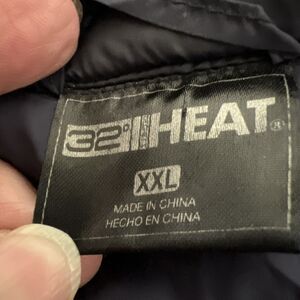 32° HEAT®
XXL
MADE IN CHINA
HECHO EN CHINA